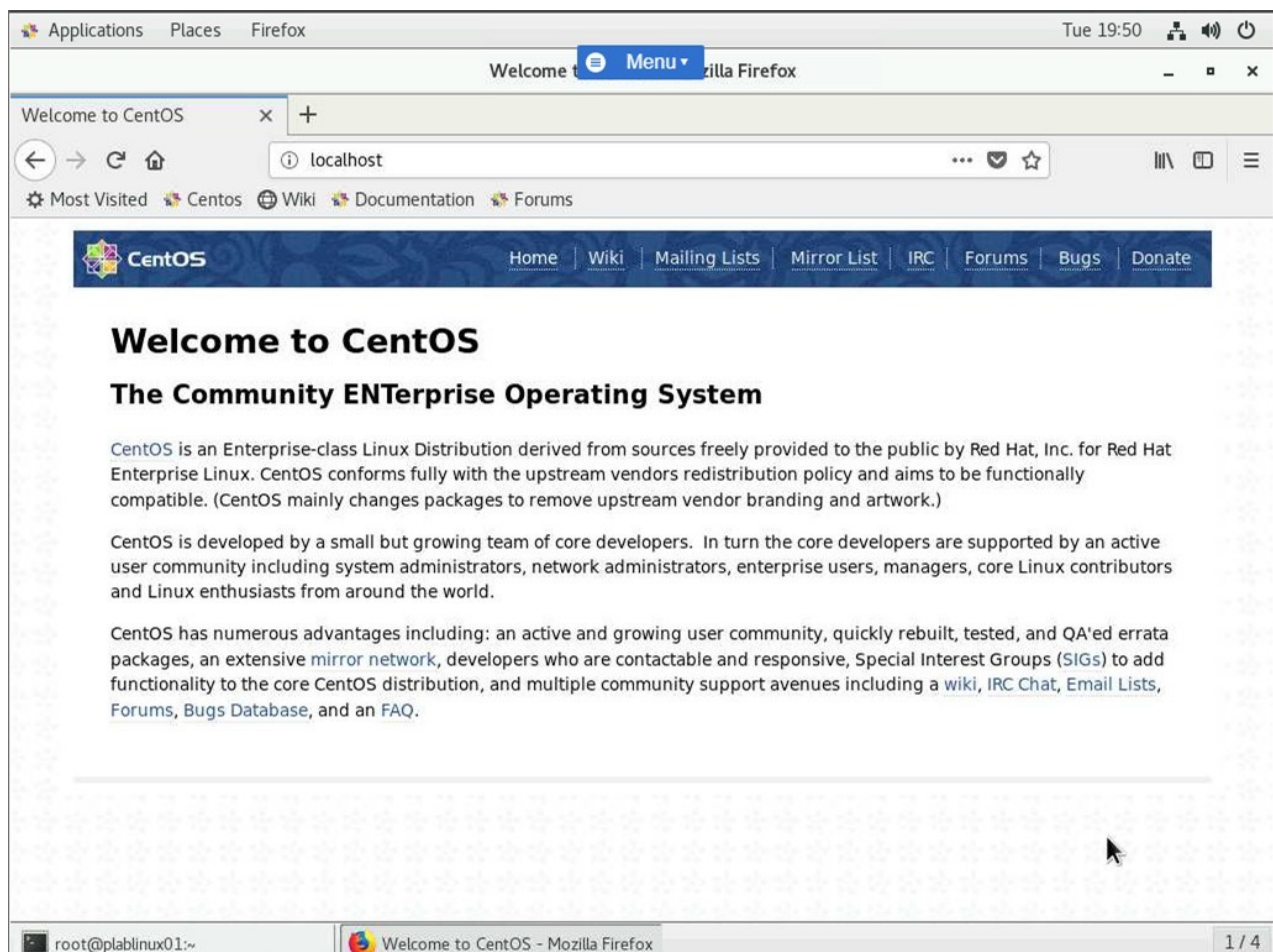 Applications Places Firefox Tue 19:50
Welcome t Menu zilla Firefox
Welcome to CentOS
localhost
Most Visited Centos Wiki Documentation Forums
CentOS Home Wiki Mailing Lists Mirror List IRC Forums Bugs Donate
Welcome to CentOS
The Community ENTerprise Operating System
CentOS is an Enterprise-class Linux Distribution derived from sources freely provided to the public by Red Hat, Inc. for Red Hat
Enterprise Linux. CentOS conforms fully with the upstream vendors redistribution policy and aims to be functionally
compatible. (CentOS mainly changes packages to remove upstream vendor branding and artwork.)
CentOS is developed by a small but growing team of core developers. In turn the core developers are supported by an active
user community including system administrators, network administrators, enterprise users, managers, core Linux contributors
and Linux enthusiasts from around the world.
CentOS has numerous advantages including: an active and growing user community, quickly rebuilt, tested, and QA'ed errata
packages, an extensive mirror network, developers who are contactable and responsive, Special Interest Groups (SIGs) to add
functionality to the core CentOS distribution, and multiple community support avenues including a wiki, IRC Chat, Email Lists,
Forums, Bugs Database, and an FAQ.
root@plablinux01:~ Welcome to CentOS - Mozilla Firefox 1 / 4